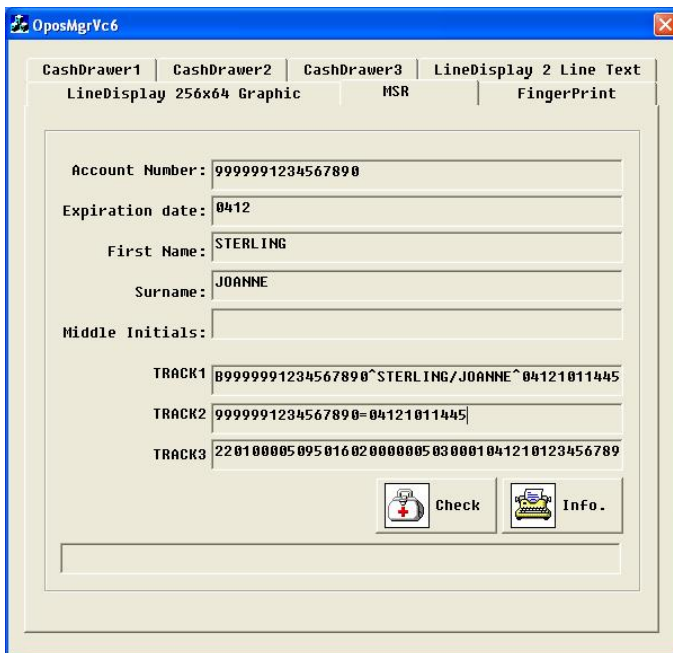 OposMgrVc6
CashDrawer1 CashDrawer2 CashDrawer3 LineDisplay 2 Line Text
LineDisplay 256x64 Graphic MSR FingerPrint
Account Number: 9999991234567890
Expiration date: 0412
First Name: STERLING
Surname: JOANNE
Middle Initials:
TRACK1 B9999991234567890^STERLING/JOANNE^04121011445
TRACK2 9999991234567890=04121011445
TRACK3 220100005095016020000005030001041210123456789
Check Info.